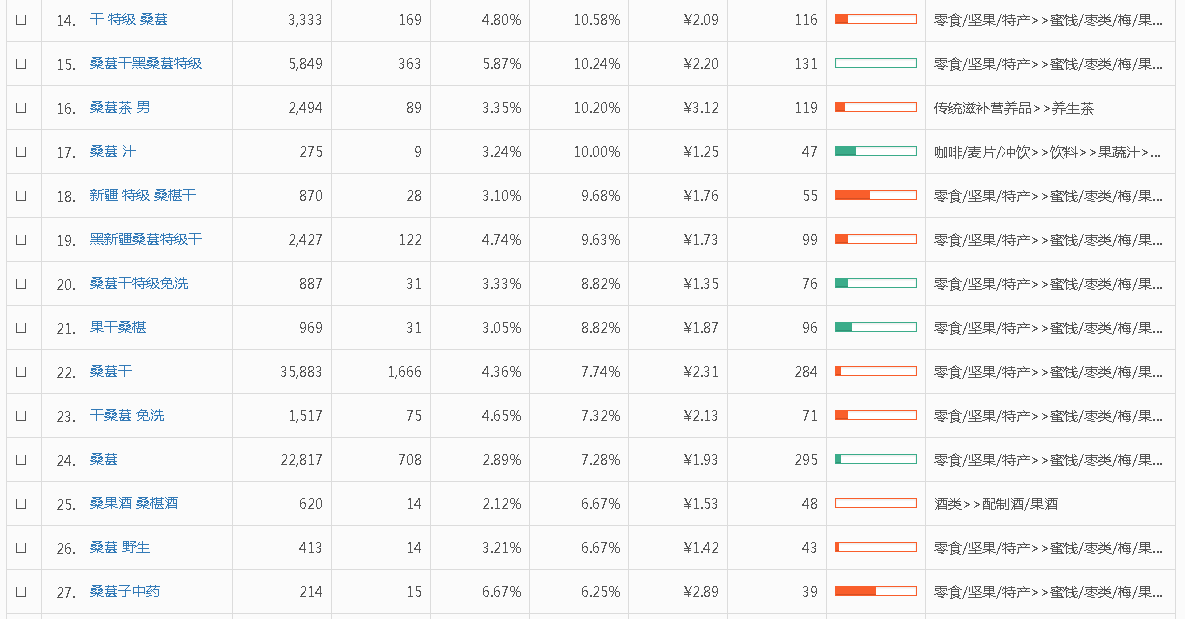 14. 干 特级 桑葚 3,333 169 4.80% 10.58% ¥2.09 116 零食/坚果/特产>>蜜饯/枣类/梅/果...
15. 桑葚干黑桑葚特级 5,849 363 5.87% 10.24% ¥2.20 131 零食/坚果/特产>>蜜饯/枣类/梅/果...
16. 桑葚茶 男 2,494 89 3.35% 10.20% ¥3.12 119 传统滋补营养品>>养生茶
17. 桑葚 汁 275 9 3.24% 10.00% ¥1.25 47 咖啡/麦片/冲饮>>饮料>>果蔬汁>...
18. 新疆 特级 桑椹干 870 28 3.10% 9.68% ¥1.76 55 零食/坚果/特产>>蜜饯/枣类/梅/果...
19. 黑新疆桑葚特级干 2,427 122 4.74% 9.63% ¥1.73 99 零食/坚果/特产>>蜜饯/枣类/梅/果...
20. 桑葚干特级免洗 887 31 3.33% 8.82% ¥1.35 76 零食/坚果/特产>>蜜饯/枣类/梅/果...
21. 果干桑椹 969 31 3.05% 8.82% ¥1.87 96 零食/坚果/特产>>蜜饯/枣类/梅/果...
22. 桑葚干 35,883 1,666 4.36% 7.74% ¥2.31 284 零食/坚果/特产>>蜜饯/枣类/梅/果...
23. 干桑葚 免洗 1,517 75 4.65% 7.32% ¥2.13 71 零食/坚果/特产>>蜜饯/枣类/梅/果...
24. 桑葚 22,817 708 2.89% 7.28% ¥1.93 295 零食/坚果/特产>>蜜饯/枣类/梅/果...
25. 桑果酒 桑椹酒 620 14 2.12% 6.67% ¥1.53 48 酒类>>配制酒/果酒
26. 桑葚 野生 413 14 3.21% 6.67% ¥1.42 43 零食/坚果/特产>>蜜饯/枣类/梅/果...
27. 桑葚子中药 214 15 6.67% 6.25% ¥2.89 39 零食/坚果/特产>>蜜饯/枣类/梅/果...